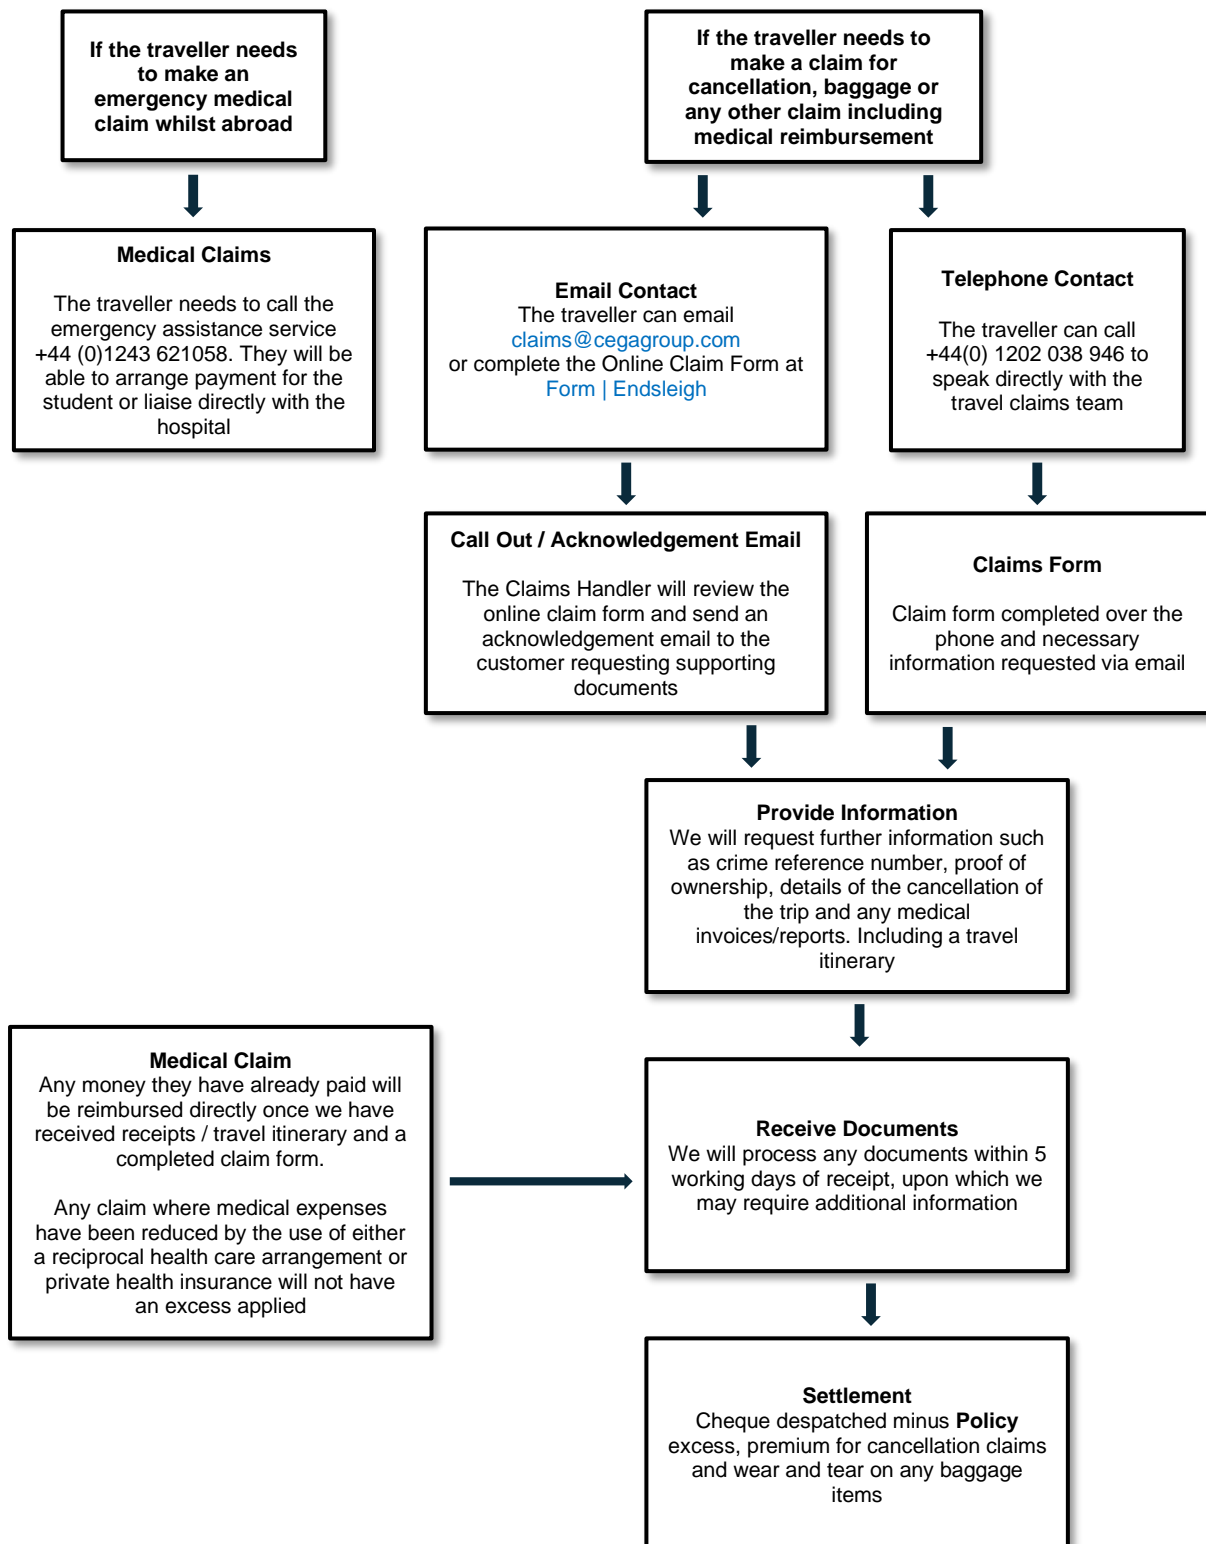 If the traveller needs
to make an
emergency medical
claim whilst abroad
If the traveller needs to
make a claim for
cancellation, baggage or
any other claim including
medical reimbursement
Medical Claims
The traveller needs to call the
emergency assistance service
+44 (0)1243 621058. They will be
able to arrange payment for the
student or liaise directly with the
hospital
Email Contact
The traveller can email
claims@cegagroup.com
or complete the Online Claim Form at
Form | Endsleigh
Telephone Contact
The traveller can call
+44(0) 1202 038 946 to
speak directly with the
travel claims team
Call Out / Acknowledgement Email
The Claims Handler will review the
online claim form and send an
acknowledgement email to the
customer requesting supporting
documents
Claims Form
Claim form completed over the
phone and necessary
information requested via email
Provide Information
We will request further information such
as crime reference number, proof of
ownership, details of the cancellation of
the trip and any medical
invoices/reports. Including a travel
itinerary
Medical Claim
Any money they have already paid will
be reimbursed directly once we have
received receipts / travel itinerary and a
completed claim form.
Any claim where medical expenses
have been reduced by the use of either
a reciprocal health care arrangement or
private health insurance will not have
an excess applied
Receive Documents
We will process any documents within 5
working days of receipt, upon which we
may require additional information
Settlement
Cheque despatched minus Policy
excess, premium for cancellation claims
and wear and tear on any baggage
items